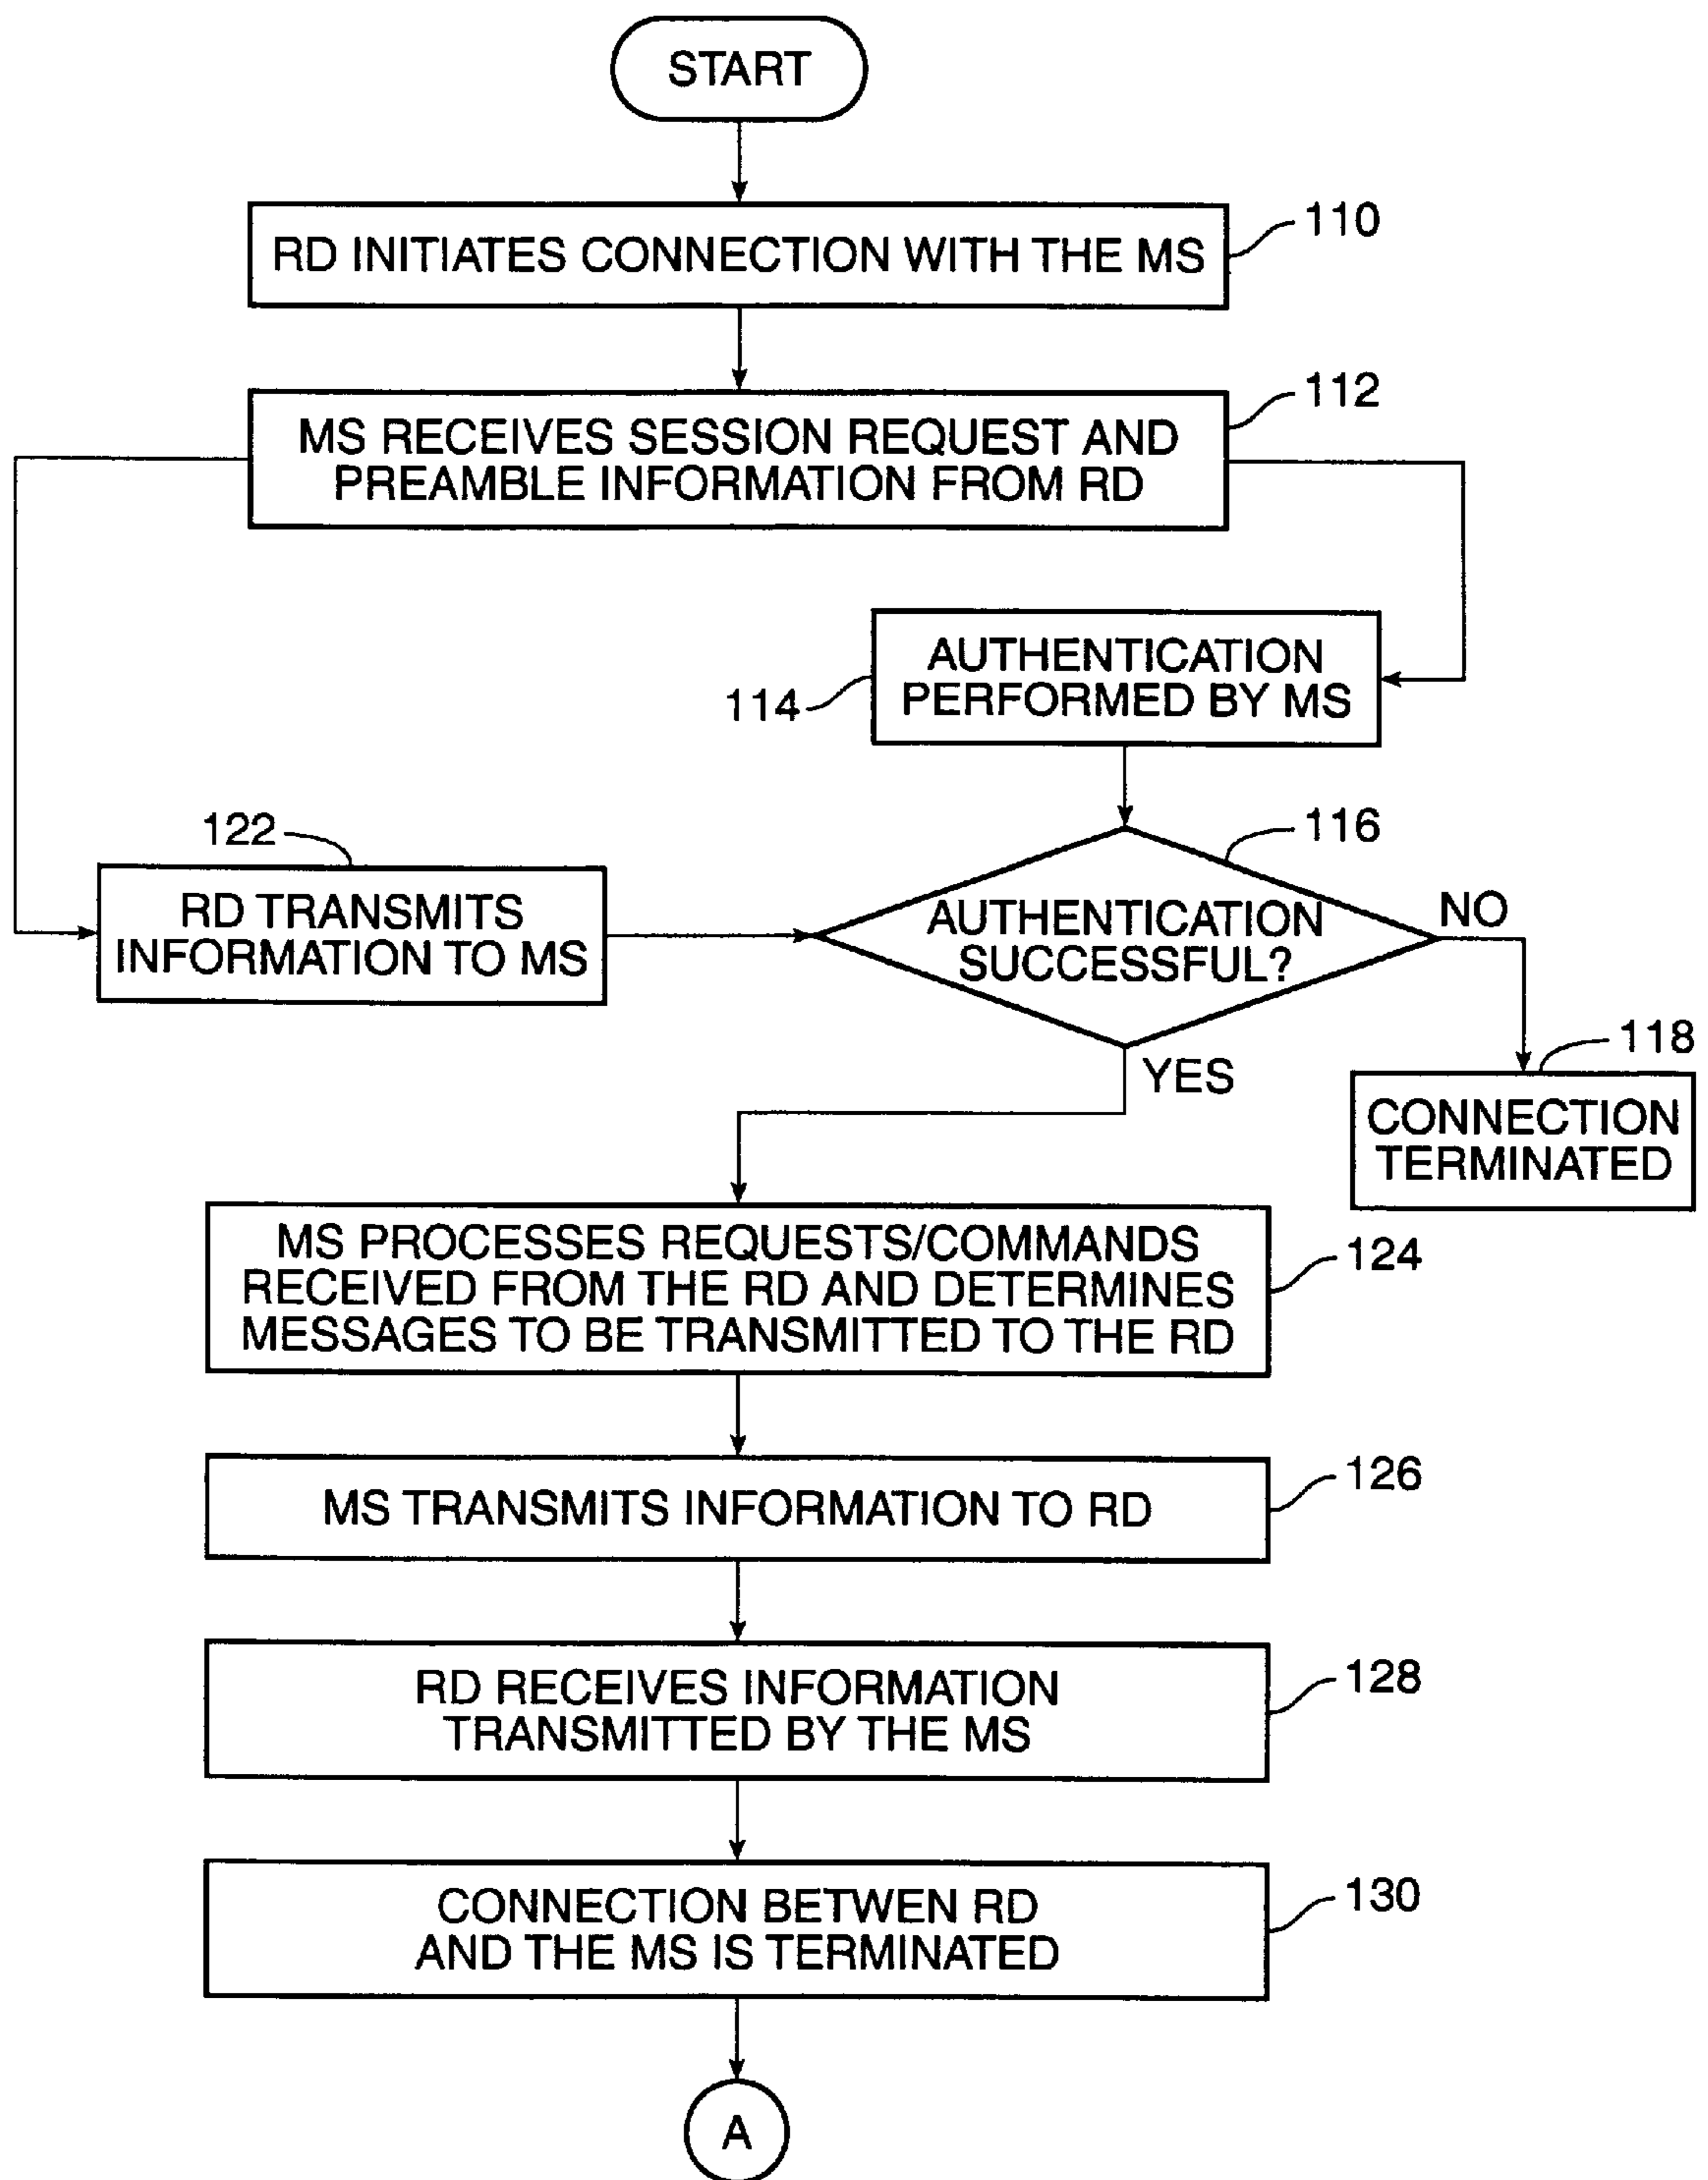 START
RD INITIATES CONNECTION WITH THE MS
110
MS RECEIVES SESSION REQUEST AND
PREAMBLE INFORMATION FROM RD
112
AUTHENTICATION
PERFORMED BY MS
114
122
RD TRANSMITS
INFORMATION TO MS
116
AUTHENTICATION
SUCCESSFUL?
NO
YES
118
CONNECTION
TERMINATED
MS PROCESSES REQUESTS/COMMANDS
RECEIVED FROM THE RD AND DETERMINES
MESSAGES TO BE TRANSMITTED TO THE RD
124
MS TRANSMITS INFORMATION TO RD
126
RD RECEIVES INFORMATION
TRANSMITTED BY THE MS
128
CONNECTION BETWEN RD
AND THE MS IS TERMINATED
130
A